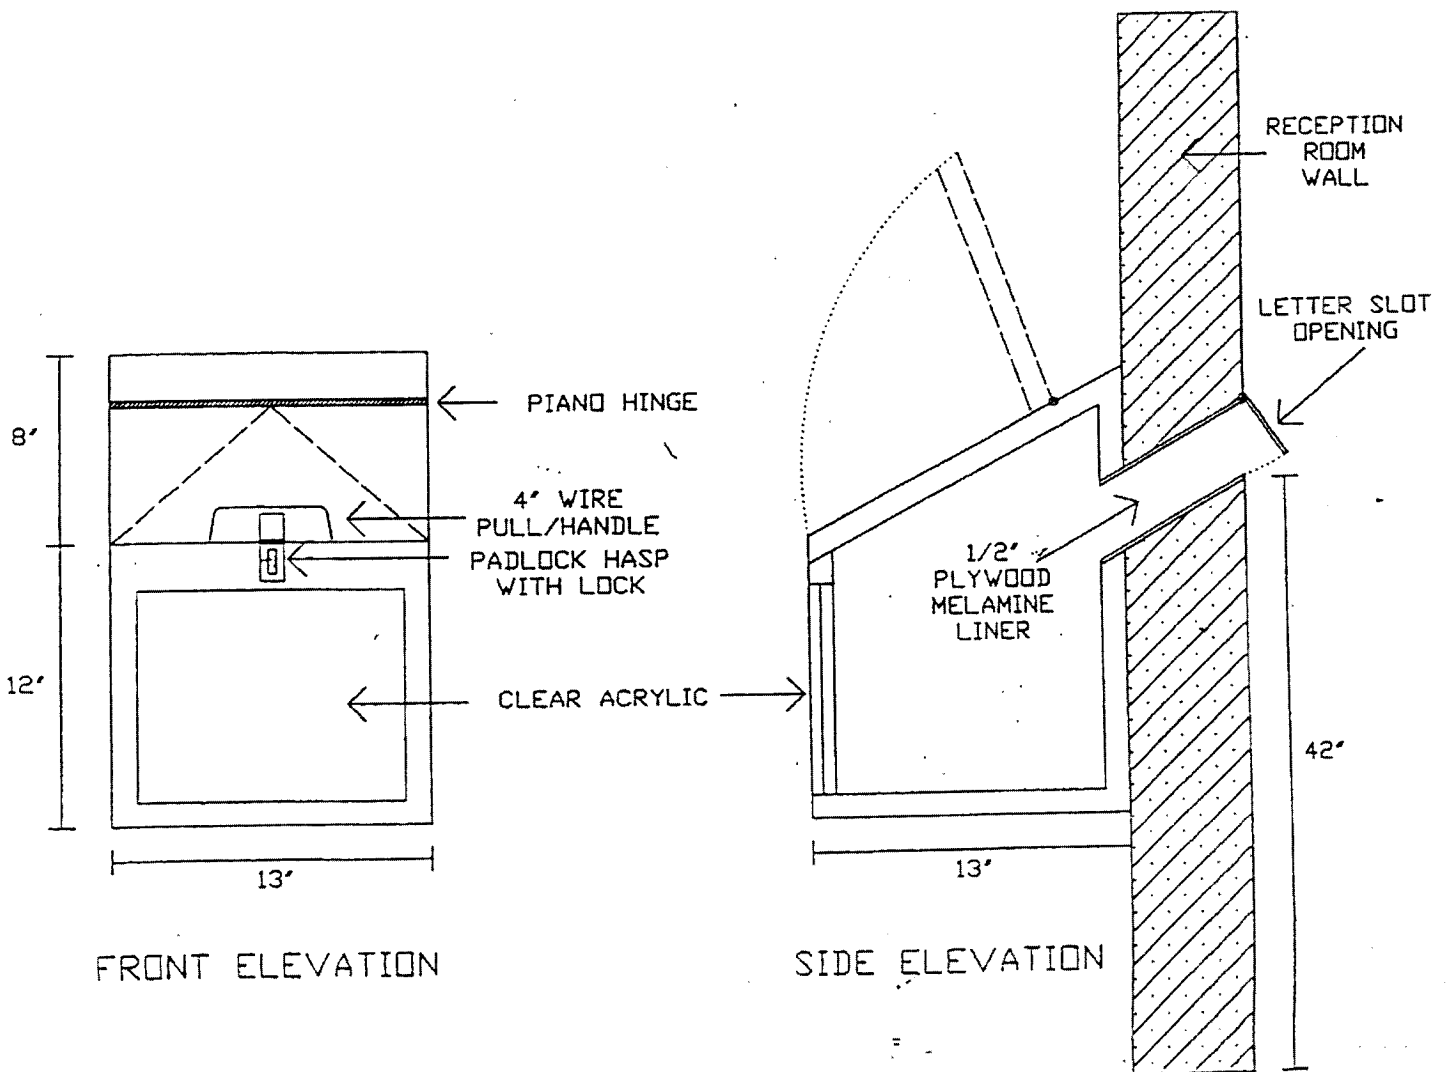 RECEPTION
ROOM
WALL
LETTER SLOT
OPENING
PIANO HINGE
8"
4" WIRE
PULL/HANDLE
PADLOCK HASP
WITH LOCK
1/2"
PLYWOOD
MELAMINE
LINER
12"
CLEAR ACRYLIC
42"
13"
13"
FRONT ELEVATION
SIDE ELEVATION